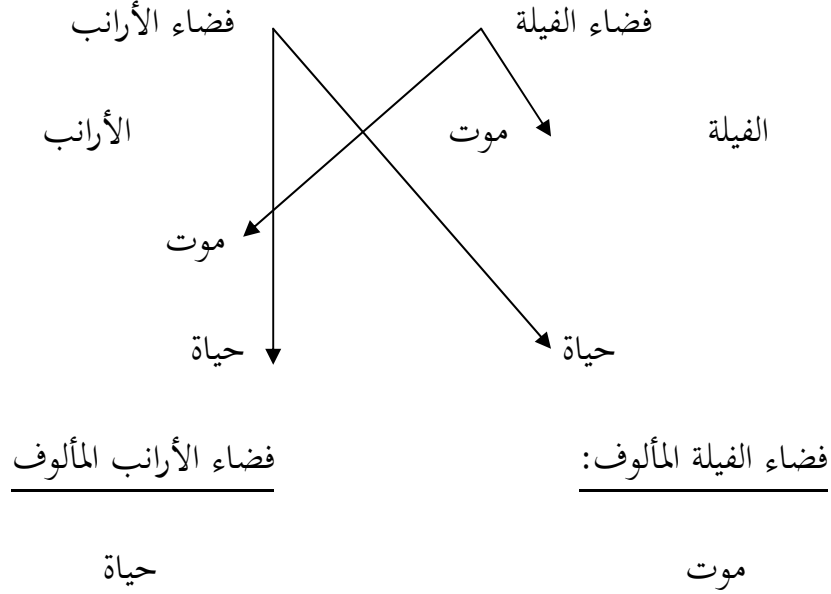 فضاء الفيلة فضاء الأرانب
الفيلة موت الأرانب
موت
حياة حياة
فضاء الفيلة المألوف: فضاء الأرانب المألوف
موت حياة